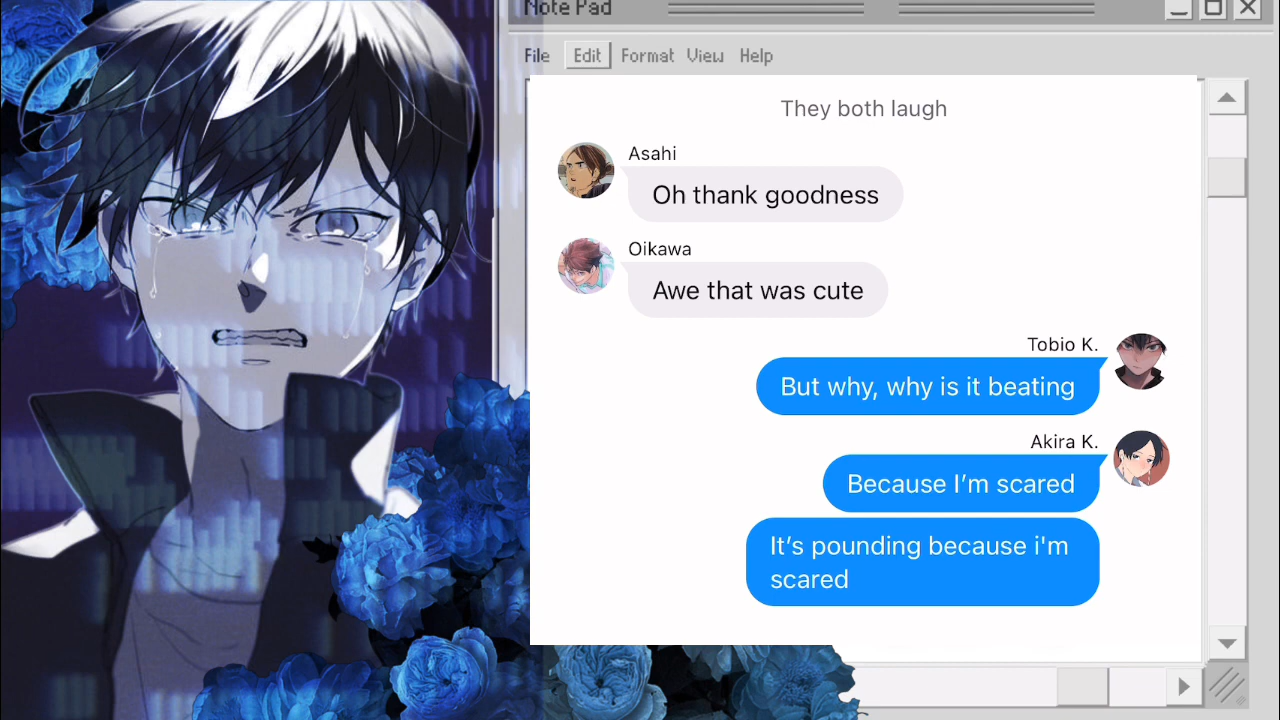 Note Pad
File Edit Format View Help
They both laugh
Asahi
Oh thank goodness
Oikawa
Awe that was cute
Tobio K.
But why, why is it beating
Akira K.
Because I’m scared
It’s pounding because i'm
scared